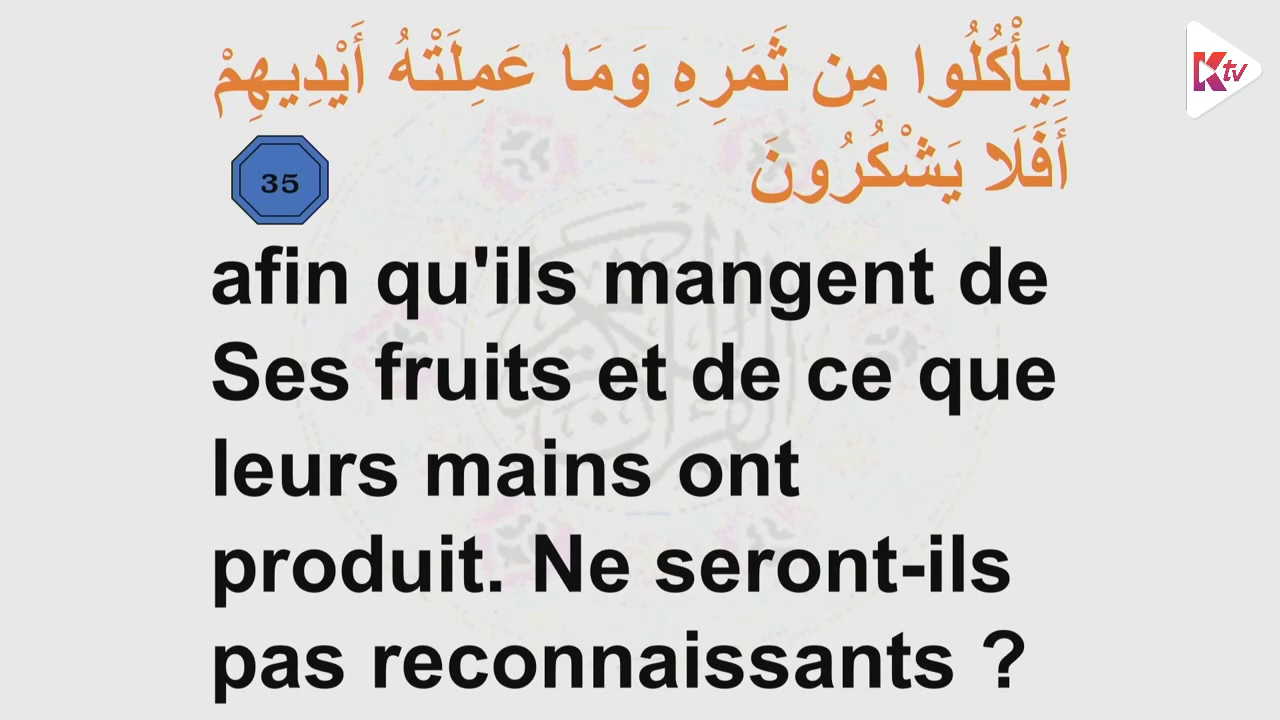 لِيَأْكُلُوا مِن ثَمَرِهِ وَمَا عَمِلَتْهُ أَيْدِيهِمْ
أَفَلَا يَشْكُرُونَ
35
afin qu'ils mangent de
Ses fruits et de ce que
leurs mains ont
produit. Ne seront-ils
pas reconnaissants ?
Ktv